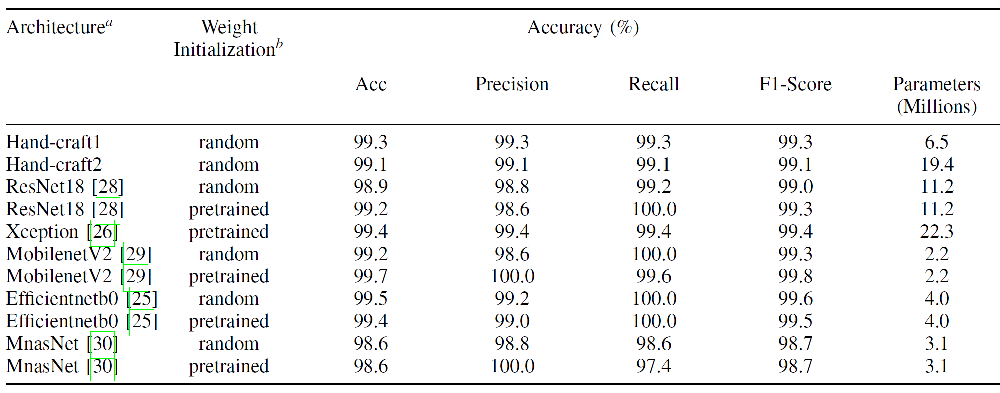 Architecture^a Weight Accuracy (%)
Initialization^b
Acc Precision Recall F1-Score Parameters
(Millions)
Hand-craft1 random 99.3 99.3 99.3 99.3 6.5
Hand-craft2 random 99.1 99.1 99.1 99.1 19.4
ResNet18 [28] random 98.9 98.8 99.2 99.0 11.2
ResNet18 [28] pretrained 99.2 98.6 100.0 99.3 11.2
Xception [26] pretrained 99.4 99.4 99.4 99.4 22.3
MobilenetV2 [29] random 99.2 98.6 100.0 99.3 2.2
MobilenetV2 [29] pretrained 99.7 100.0 99.6 99.8 2.2
Efficientnetb0 [25] random 99.5 99.2 100.0 99.6 4.0
Efficientnetb0 [25] pretrained 99.4 99.0 100.0 99.5 4.0
MnasNet [30] random 98.6 98.8 98.6 98.7 3.1
MnasNet [30] pretrained 98.6 100.0 97.4 98.7 3.1